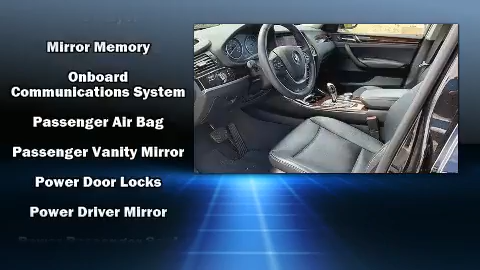 Mirror Memory
Onboard
Communications System
Passenger Air Bag
Passenger Vanity Mirror
Power Door Locks
Power Driver Mirror